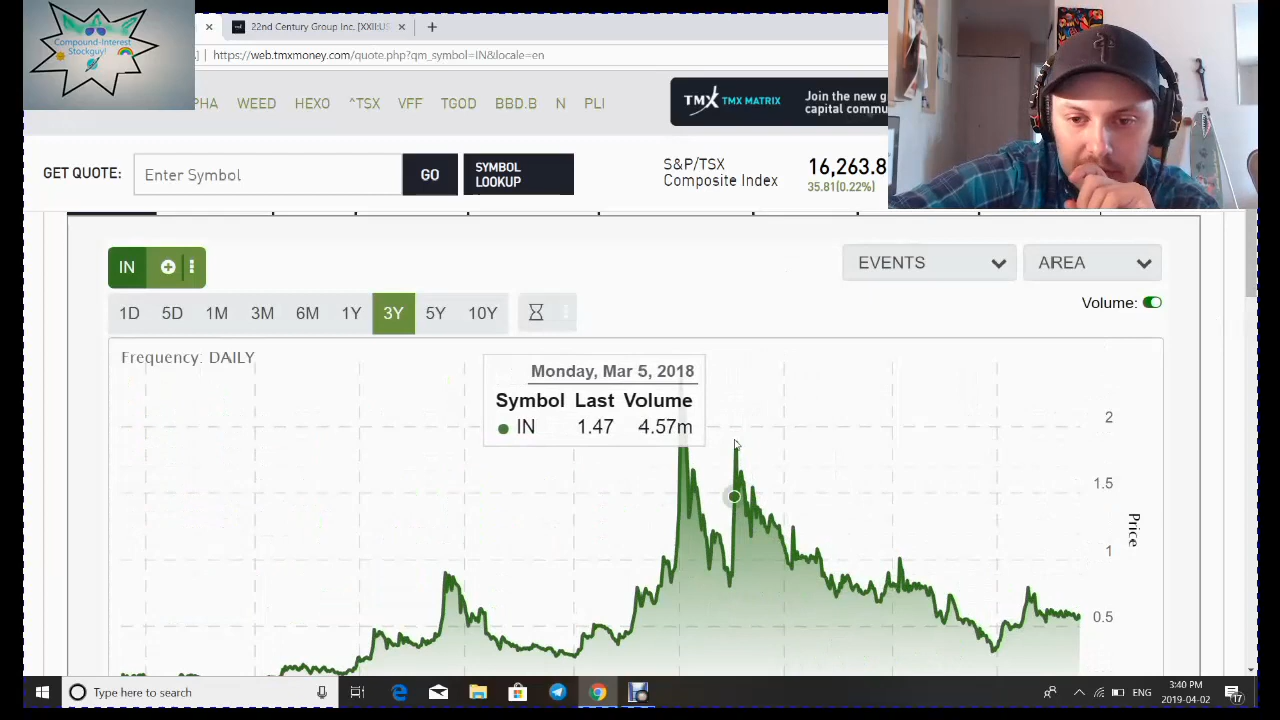 Compound-Interest
Stockguy!
22nd Century Group Inc. [XXII:US
https://web.tmxmoney.com/quote.php?qm_symbol=IN&locale=en
PHA WEED HEXO ^TSX VFF TGOD BBD.B N PLI
TMX TMX MATRIX
Join the new g
capital commu
GET QUOTE:
Enter Symbol
GO
SYMBOL
LOOKUP
S&P/TSX
Composite Index
16,263.8
35.81(0.22%)
IN
EVENTS
AREA
1D 5D 1M 3M 6M 1Y 3Y 5Y 10Y
Volume:
Frequency: DAILY
Monday, Mar 5, 2018
Symbol Last Volume
IN 1.47 4.57m
2
1.5
1
0.5
Price
Type here to search
ENG
3:40 PM
2019-04-02
17